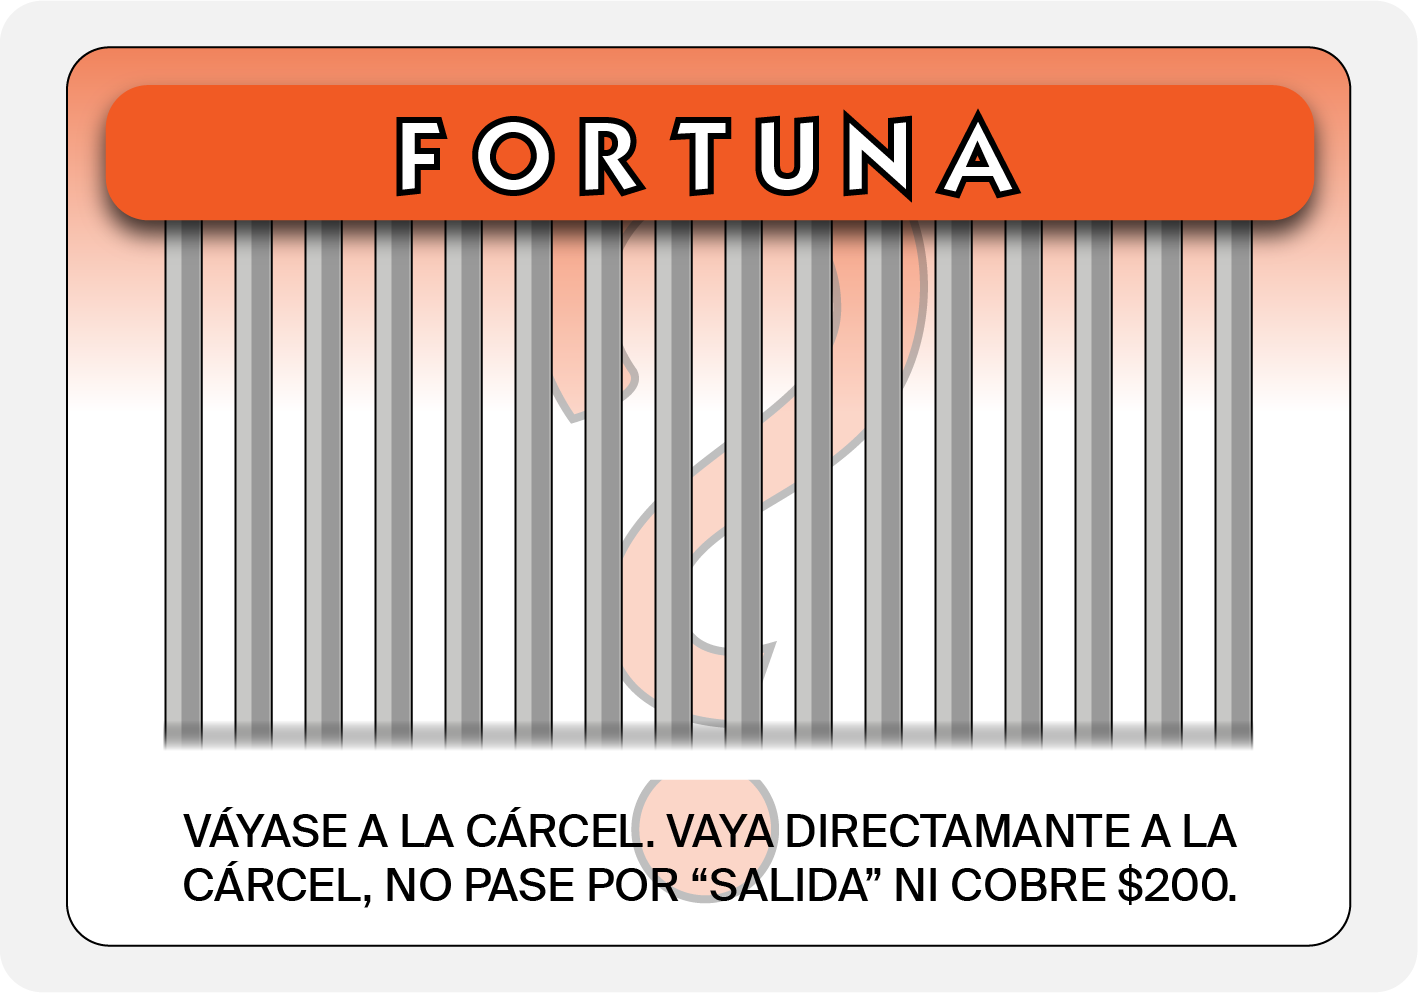 FORTUNA
VÁYASE A LA CÁRCEL. VAYA DIRECTAMANTE A LA
CÁRCEL, NO PASE POR “SALIDA” NI COBRE $200.